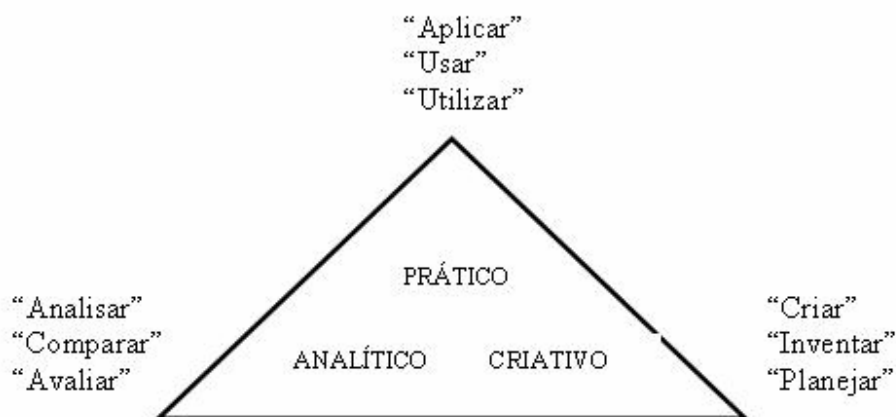 “Aplicar”
“Usar”
“Utilizar”
PRÁTICO
“Analisar”
“Comparar”
“Avaliar”
ANALÍTICO
CRIATIVO
“Criar”
“Inventar”
“Planejar”